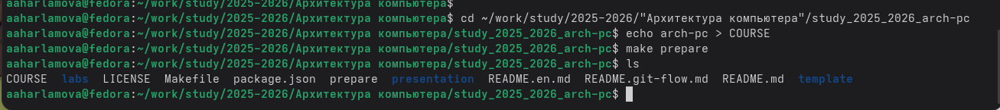 aaharlamova@fedora:~/work/study/2025-2026/Архитектура компьютера$
aaharlamova@fedora:~/work/study/2025-2026/Архитектура компьютера$ cd ~/work/study/2025-2026/"Архитектура компьютера"/study_2025_2026_arch-pc
aaharlamova@fedora:~/work/study/2025-2026/Архитектура компьютера/study_2025_2026_arch-pc$ echo arch-pc > COURSE
aaharlamova@fedora:~/work/study/2025-2026/Архитектура компьютера/study_2025_2026_arch-pc$ make prepare
aaharlamova@fedora:~/work/study/2025-2026/Архитектура компьютера/study_2025_2026_arch-pc$ ls
COURSE labs LICENSE Makefile package.json prepare presentation README.en.md README.git-flow.md README.md template
aaharlamova@fedora:~/work/study/2025-2026/Архитектура компьютера/study_2025_2026_arch-pc$